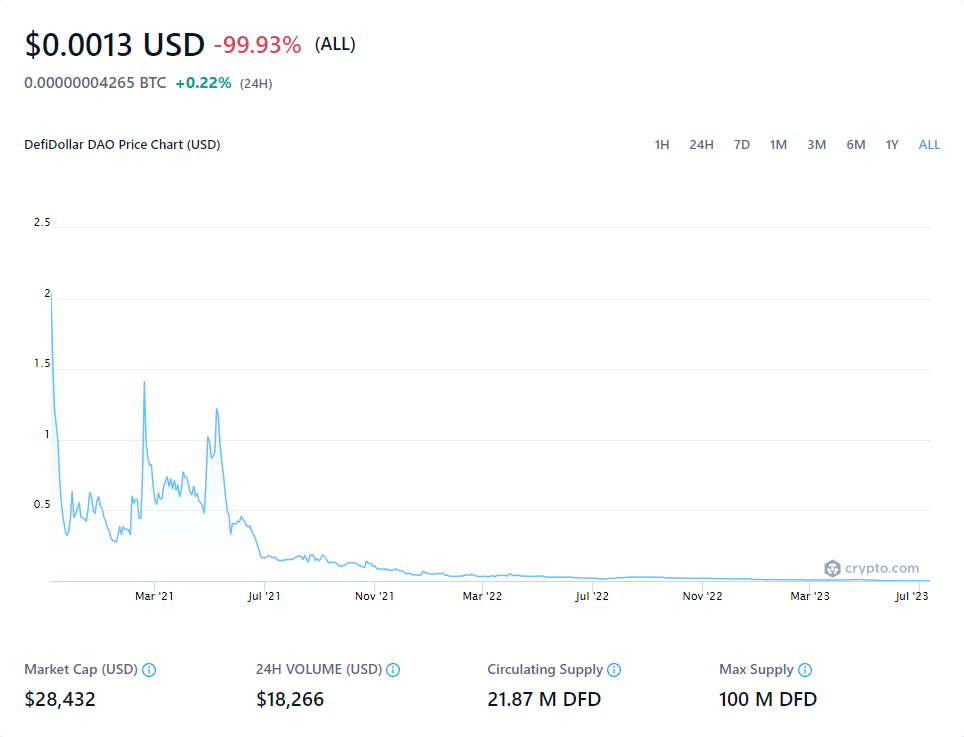 $0.0013 USD -99.93% (ALL)
0.00000004265 BTC +0.22% (24H)
DefiDollar DAO Price Chart (USD) 1H 24H 7D 1M 3M 6M 1Y ALL
2.5
2
1.5
1
0.5
crypto.com
Mar '21 Jul '21 Nov '21 Mar '22 Jul '22 Nov '22 Mar '23 Jul '23
Market Cap (USD) 24H VOLUME (USD) Circulating Supply Max Supply
$28,432 $18,266 21.87 M DFD 100 M DFD